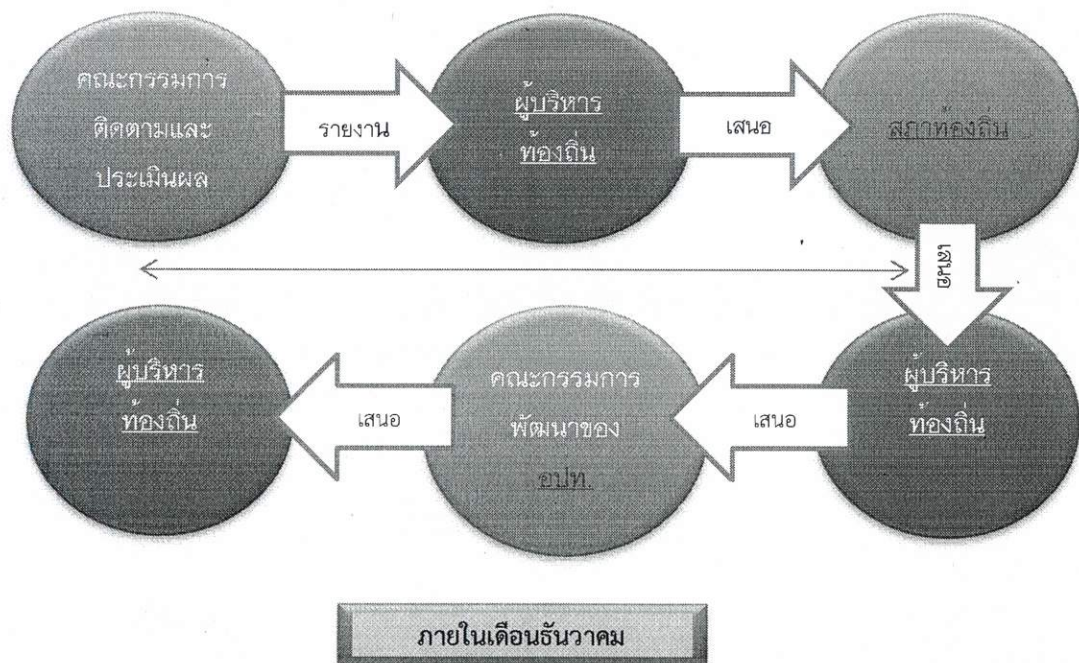 คณะกรรมการ
ติดตามและ
ประเมินผล
รายงาน
ผู้บริหาร
ท้องถิ่น
เสนอ
สภาท้องถิ่น
เสนอ
ผู้บริหาร
ท้องถิ่น
เสนอ
คณะกรรมการ
พัฒนาของ
อปท.
เสนอ
ผู้บริหาร
ท้องถิ่น
ภายในเดือนธันวาคม